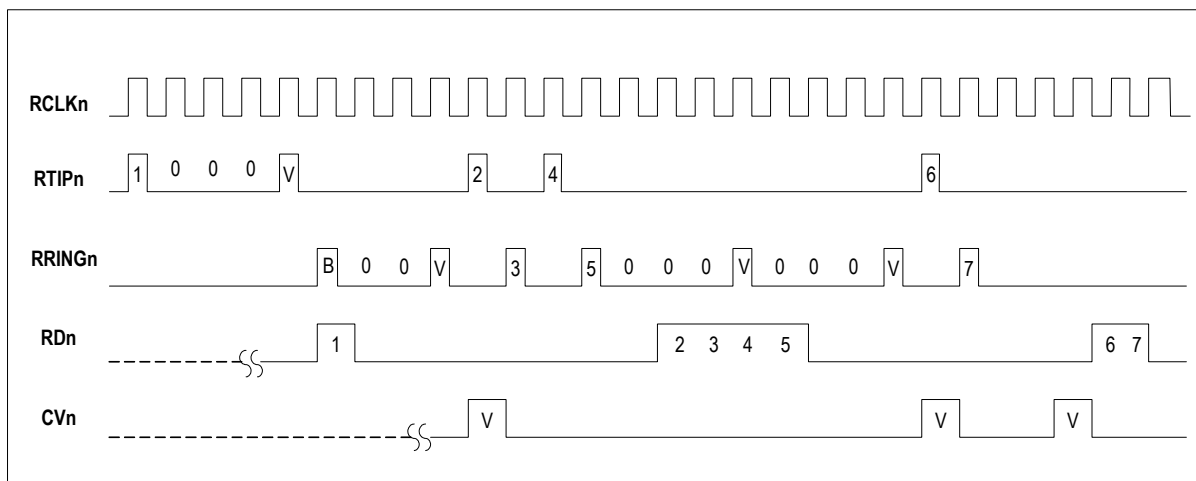 RCLKn
RTIPn 1 0 0 0 V 2 4 6
RRINGn B 0 0 V 3 5 0 0 0 V 0 0 0 V 7
RDn 1 2 3 4 5 6 7
CVn V V V